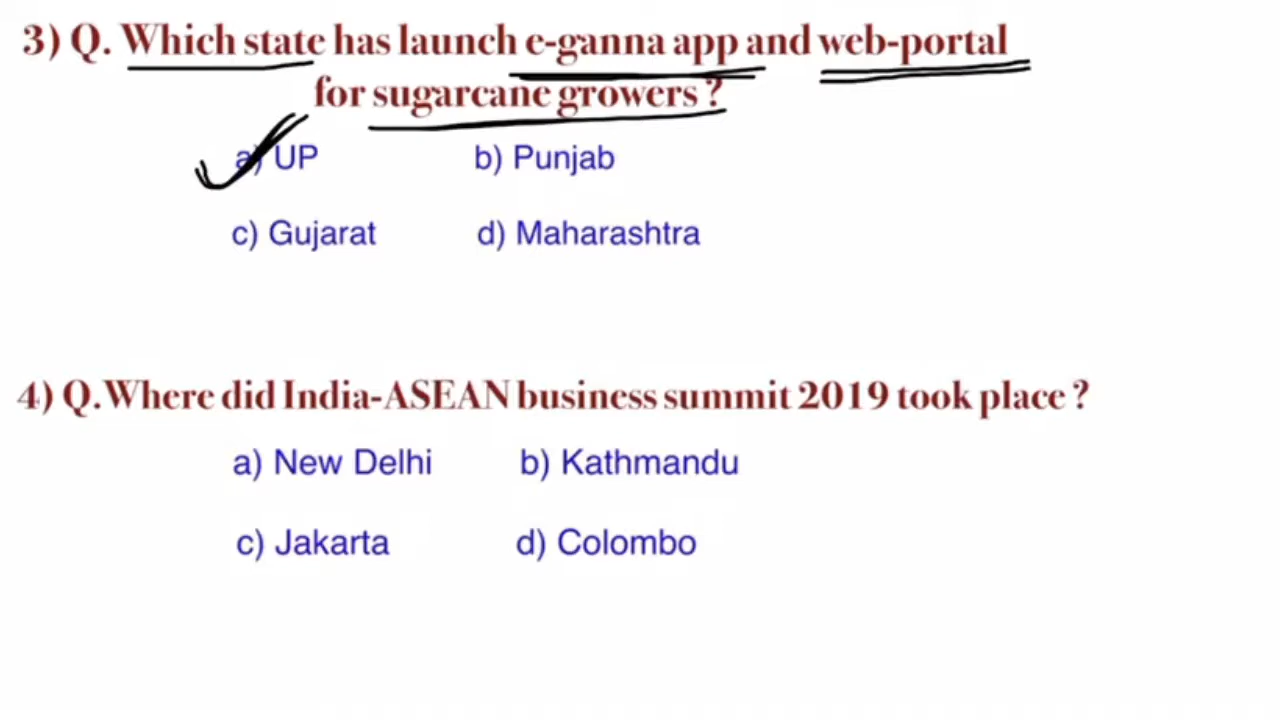 3) Q. Which state has launch e-ganna app and web-portal
for sugarcane growers ?
a) UP b) Punjab
c) Gujarat d) Maharashtra
4) Q.Where did India-ASEAN business summit 2019 took place ?
a) New Delhi b) Kathmandu
c) Jakarta d) Colombo